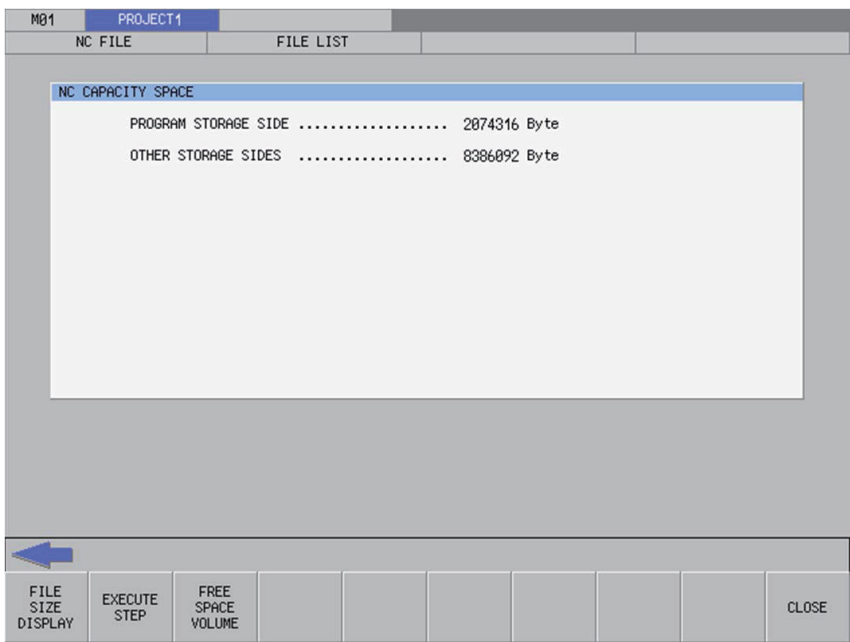 M01 PROJECT1
NC FILE FILE LIST
NC CAPACITY SPACE
PROGRAM STORAGE SIDE ................... 2074316 Byte
OTHER STORAGE SIDES ................... 8386092 Byte
FILE SIZE DISPLAY
EXECUTE STEP
FREE SPACE VOLUME
CLOSE